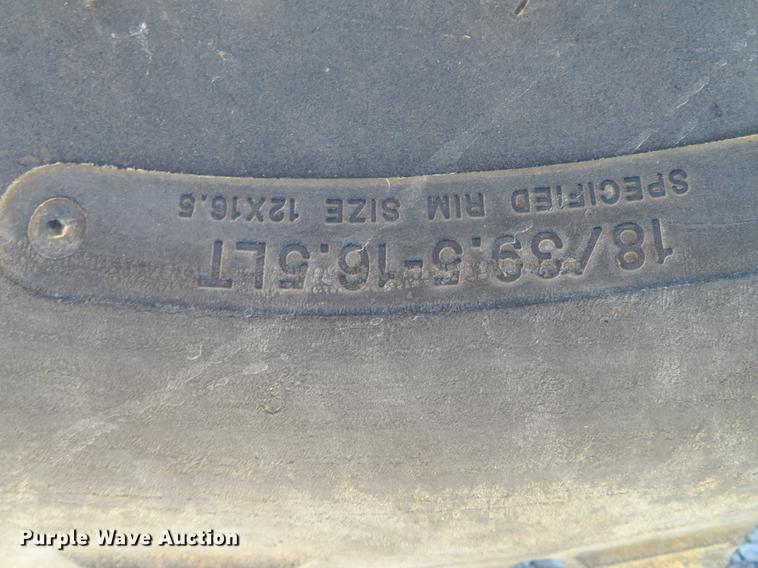 18/39.5-16.5LT
SPECIFIED RIM SIZE 12X16.5
Purple Wave Auction